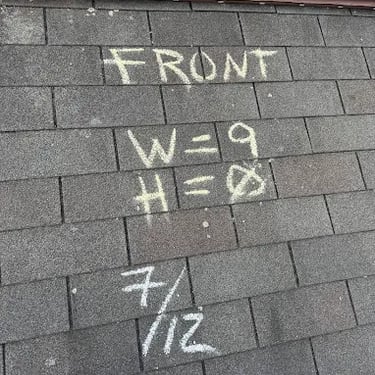 FRONT
W = 9
H = Ø
7/12